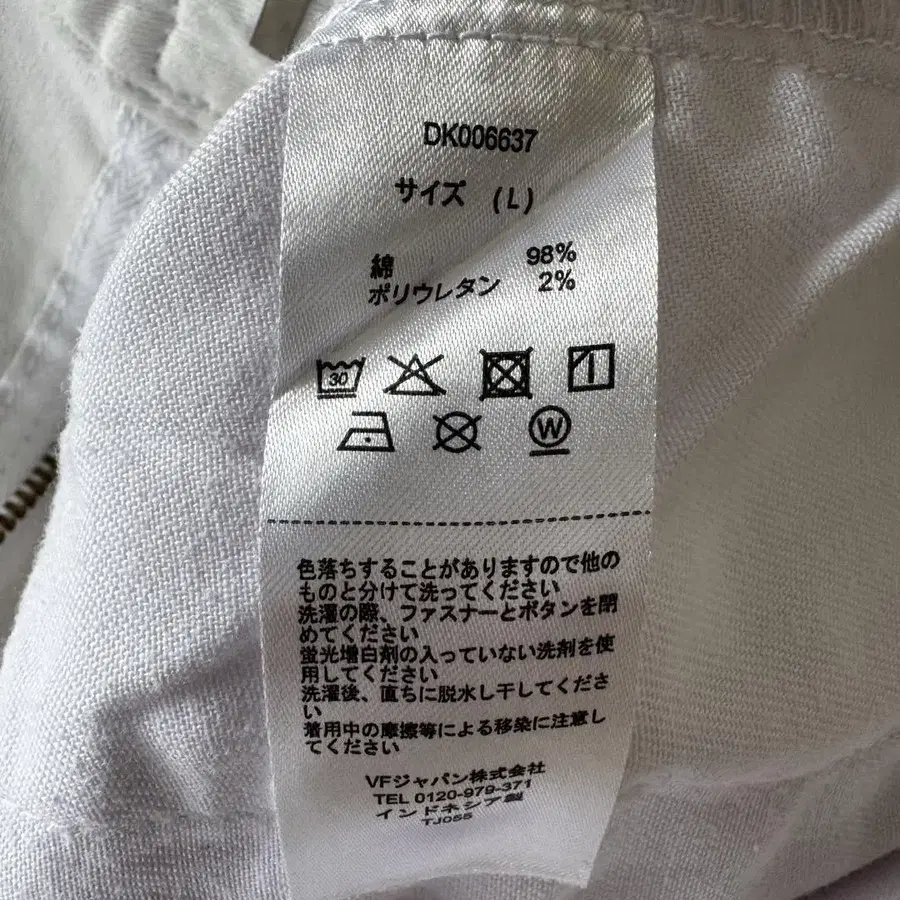 DK006637
サイズ (L)
綿 98%
ポリウレタン 2%
30
W
色落ちすることがありますので他の
ものと分けて洗ってください
洗濯の際、ファスナーとボタンを閉
めてください
蛍光増白剤の入っていない洗剤を使
用してください
洗濯後、直ちに脱水し干してくださ
い
着用中の摩擦等による移染に注意し
てください
VFジャパン株式会社
TEL 0120-979-371
インドネシア製
TJ055